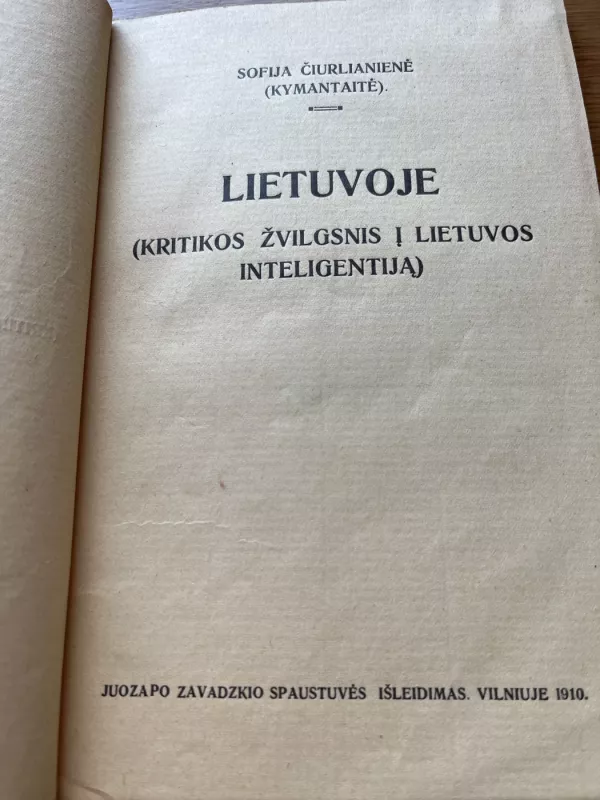 SOFIJA ČIURLIANIENĖ
(KYMANTAITĖ).
LIETUVOJE
(KRITIKOS ŽVILGSNIS Į LIETUVOS
INTELIGENTIJĄ)
JUOZAPO ZAVADZKIO SPAUSTUVĖS IŠLEIDIMAS. VILNIUJE 1910.